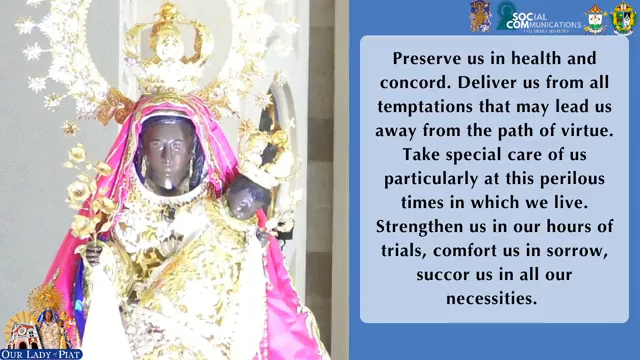 SOCIAL
COMMUNICATIONS
Preserve us in health and
concord. Deliver us from all
temptations that may lead us
away from the path of virtue.
Take special care of us
particularly at this perilous
times in which we live.
Strengthen us in our hours of
trials, comfort us in sorrow,
succor us in all our
necessities.
OUR LADY of PIAT